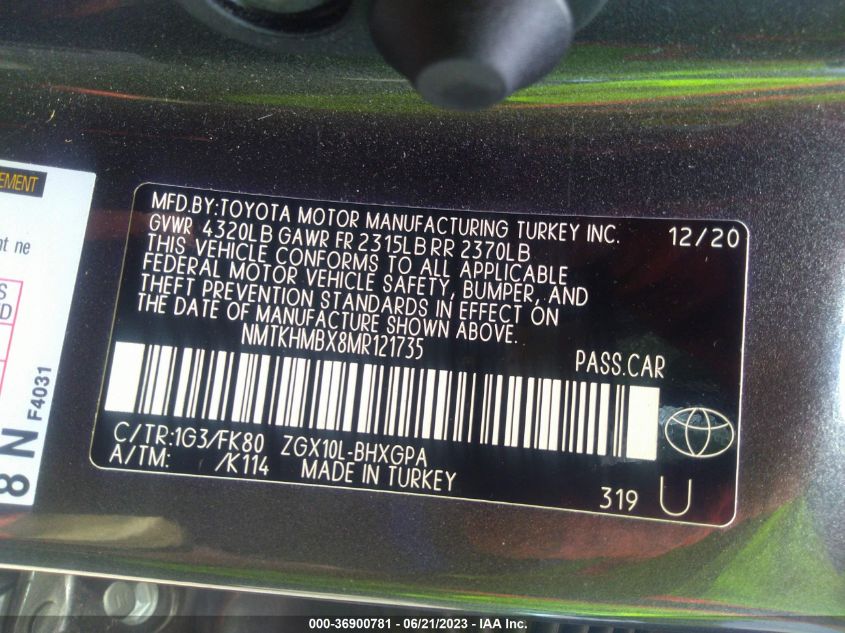 EMENT
t ne
S
D
8 N F4031
MFD.BY:TOYOTA MOTOR MANUFACTURING TURKEY INC. 12/20
GVWR 4320LB GAWR FR 2315LB RR 2370LB
THIS VEHICLE CONFORMS TO ALL APPLICABLE
FEDERAL MOTOR VEHICLE SAFETY, BUMPER, AND
THEFT PREVENTION STANDARDS IN EFFECT ON
THE DATE OF MANUFACTURE SHOWN ABOVE.
NMTKHMBX8MR121735 PASS.CAR
C/TR:1G3/FK80 ZGX10L-BHXGPA
A/TM: /K114 MADE IN TURKEY
319 U
000-36900781 - 06/21/2023 - IAA Inc.